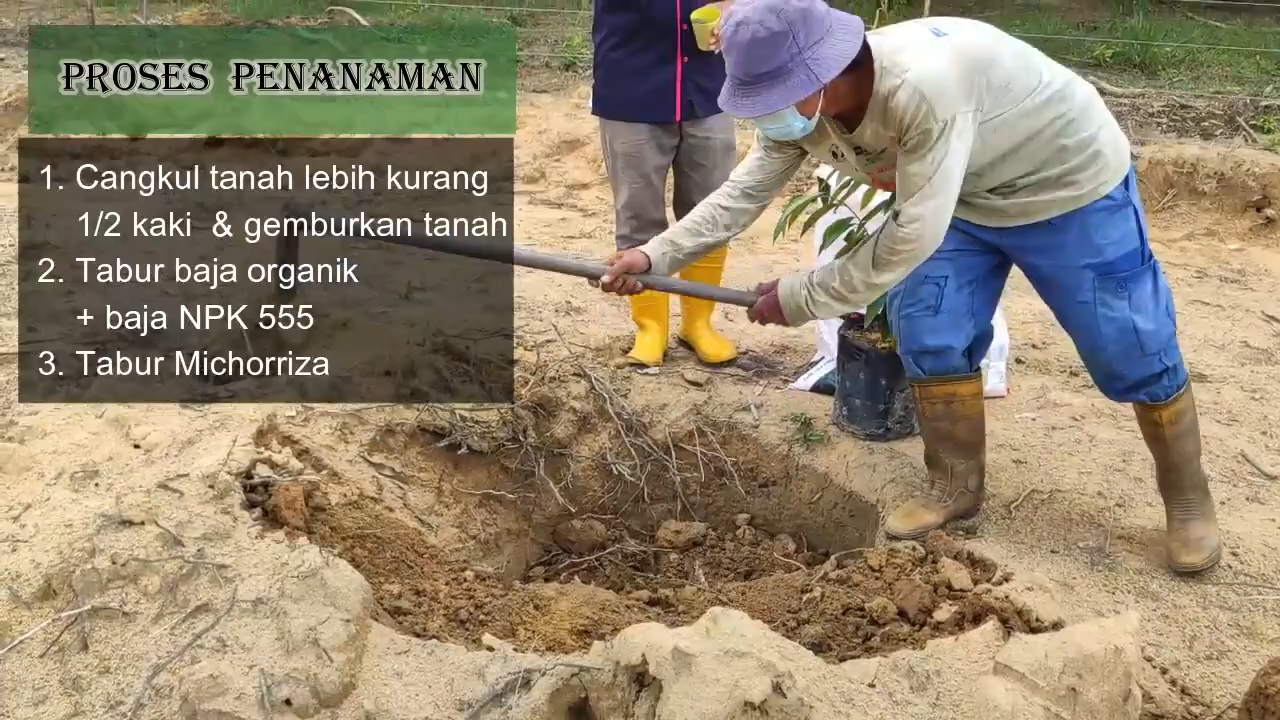 PROSES PENANAMAN
1. Cangkul tanah lebih kurang
1/2 kaki & gemburkan tanah
2. Tabur baja organik
+ baja NPK 555
3. Tabur Michorriza